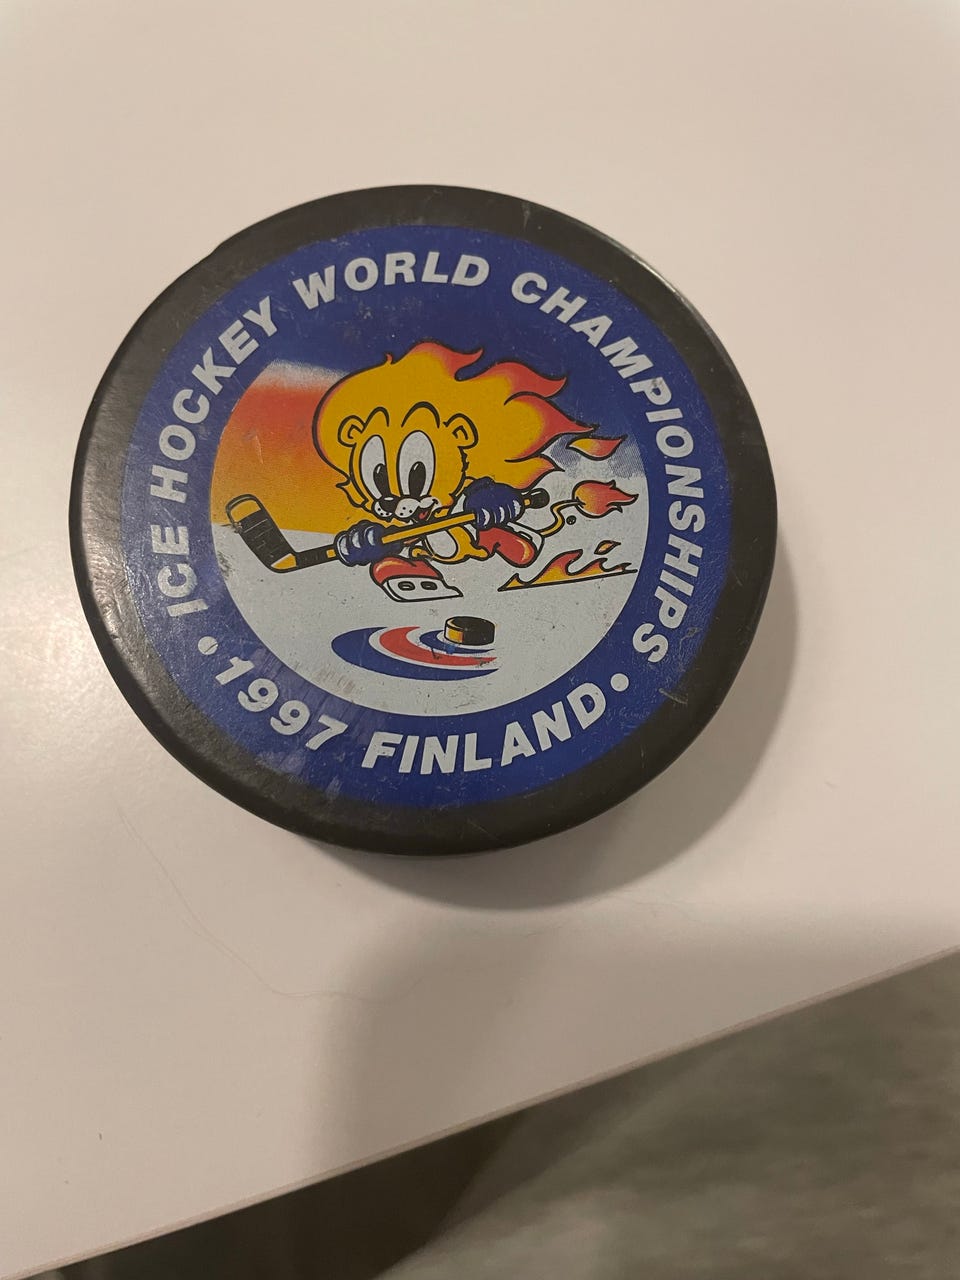 ICE HOCKEY WORLD CHAMPIONSHIPS
• 1997 FINLAND •